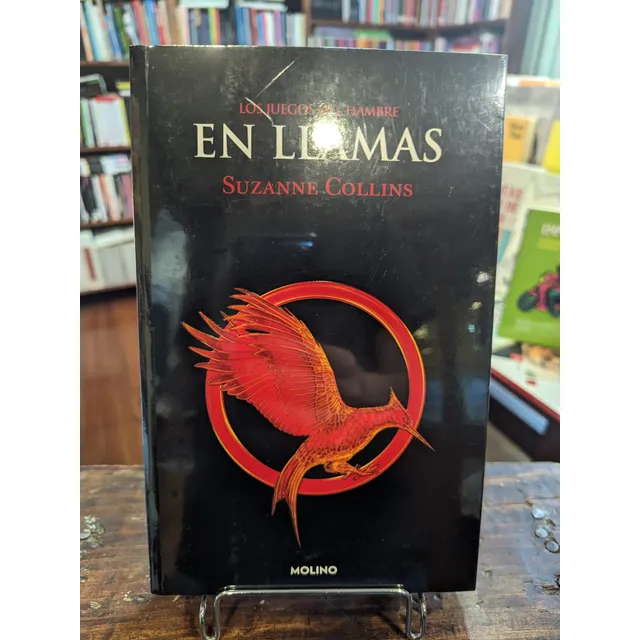 LOS JUEGOS DEL HAMBRE
EN LLAMAS
SUZANNE COLLINS
MOLINO